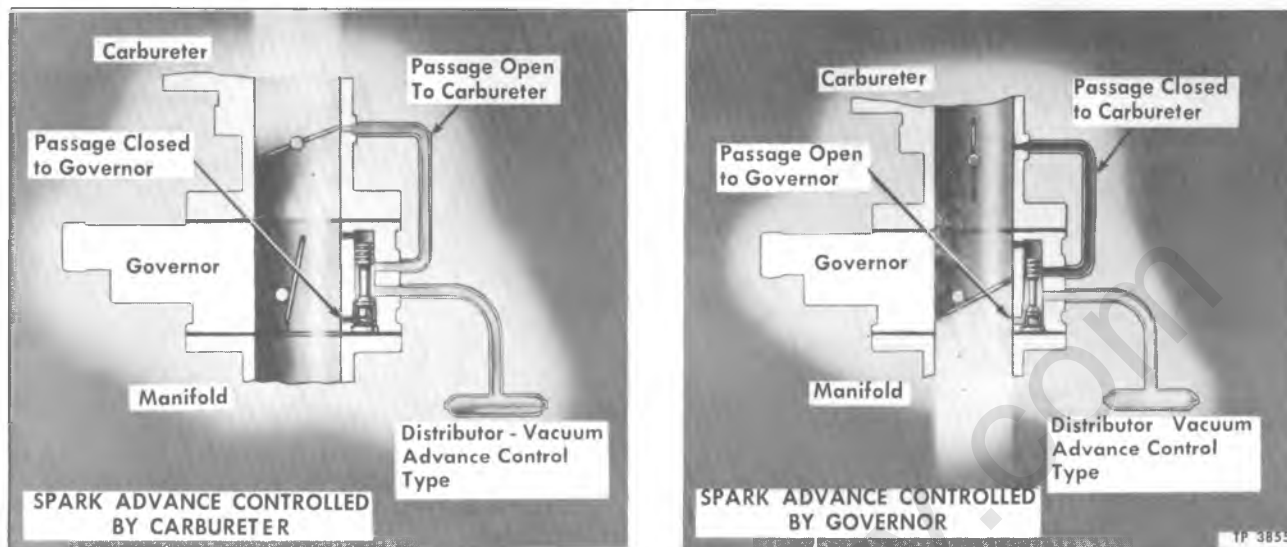 Carbureter
Passage Open
To Carbureter
Passage Closed
to Governor
Governor
Manifold
Distributor - Vacuum
Advance Control
Type
SPARK ADVANCE CONTROLLED
BY CARBURETER
Carbureter
Passage Closed
to Carbureter
Passage Open
to Governor
Governor
Manifold
Distributor Vacuum
Advance Control
Type
SPARK ADVANCE CONTROLLED
BY GOVERNOR
.com